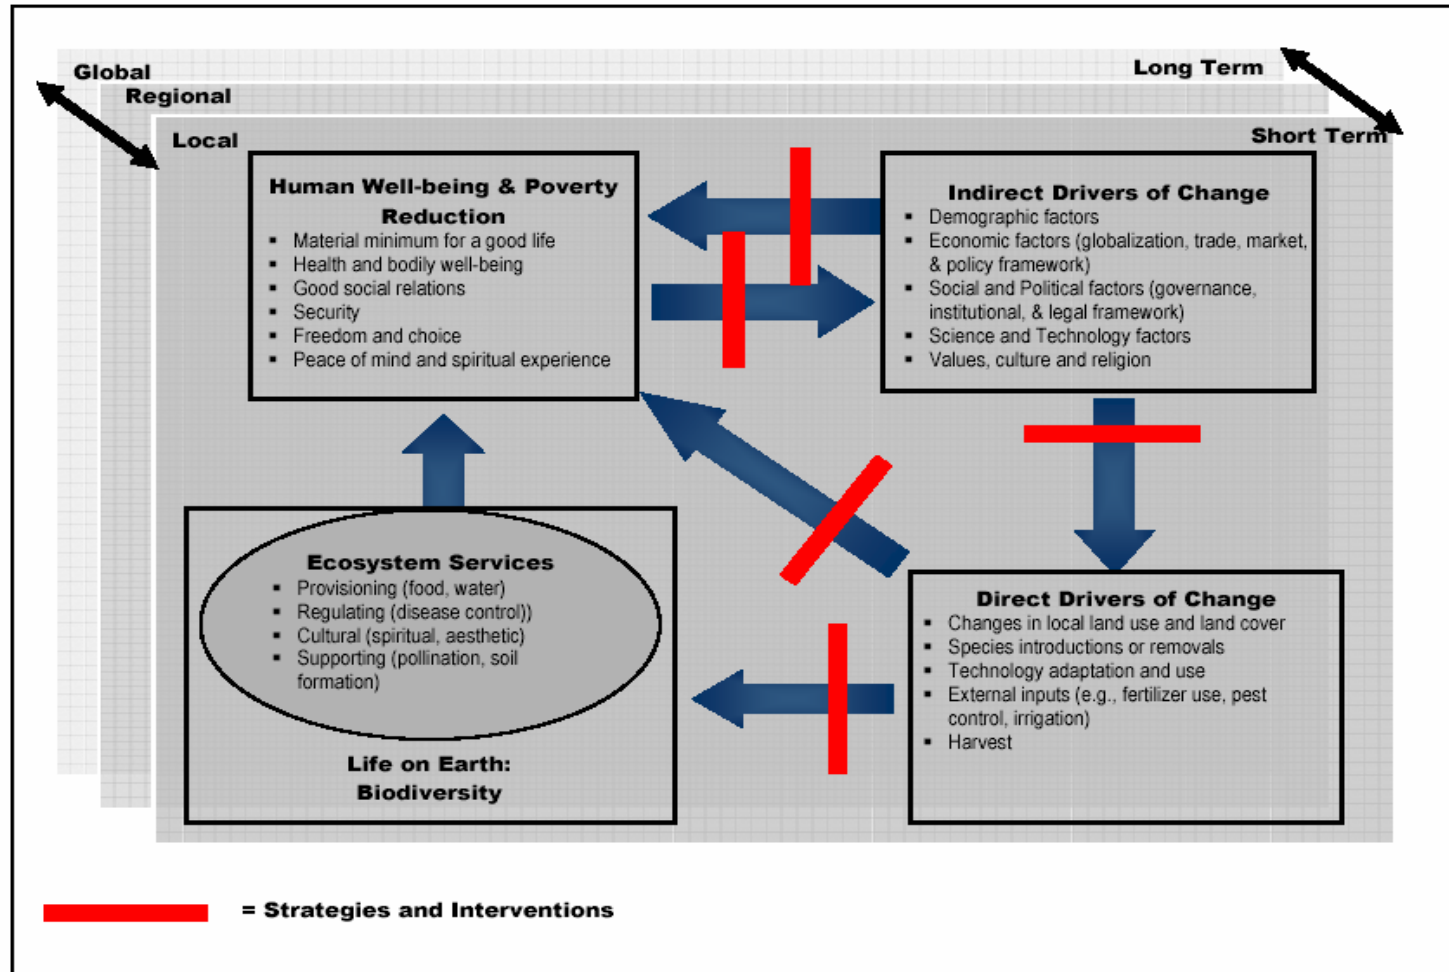 Global
Long Term
Regional
Local
Short Term
Human Well-being & Poverty
Reduction
▪ Material minimum for a good life
▪ Health and bodily well-being
▪ Good social relations
▪ Security
▪ Freedom and choice
▪ Peace of mind and spiritual experience
Indirect Drivers of Change
▪ Demographic factors
▪ Economic factors (globalization, trade, market,
& policy framework)
▪ Social and Political factors (governance,
institutional, & legal framework)
▪ Science and Technology factors
▪ Values, culture and religion
Ecosystem Services
▪ Provisioning (food, water)
▪ Regulating (disease control))
▪ Cultural (spiritual, aesthetic)
▪ Supporting (pollination, soil
formation)
Life on Earth:
Biodiversity
Direct Drivers of Change
▪ Changes in local land use and land cover
▪ Species introductions or removals
▪ Technology adaptation and use
▪ External inputs (e.g., fertilizer use, pest
control, irrigation)
▪ Harvest
= Strategies and Interventions